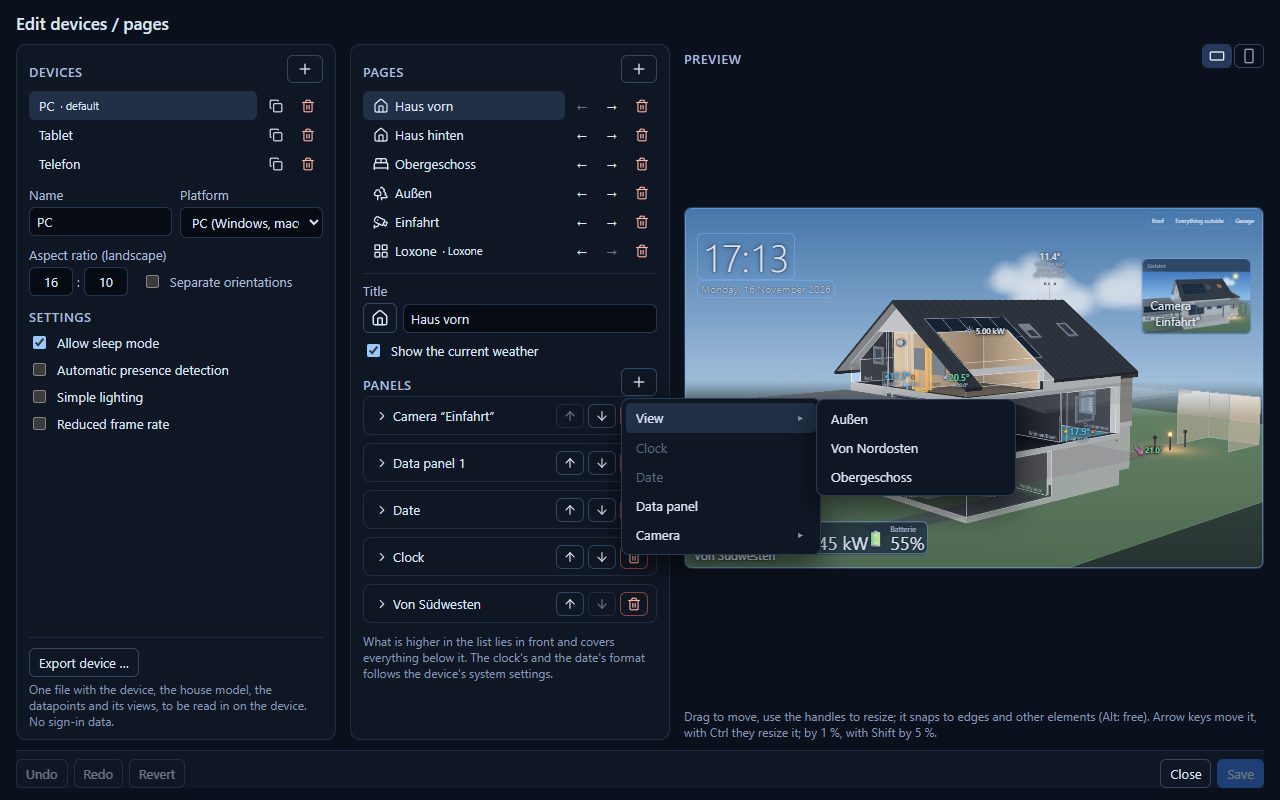 Edit devices / pages
DEVICES
PC · default
Tablet
Telefon
Name
Platform
PC
PC (Windows, mac
Aspect ratio (landscape)
16 : 10
Separate orientations
SETTINGS
Allow sleep mode
Automatic presence detection
Simple lighting
Reduced frame rate
Export device ...
One file with the device, the house model, the
datapoints and its views, to be read in on the device.
No sign-in data.
PAGES
Haus vorn
Haus hinten
Obergeschoss
Außen
Einfahrt
Loxone · Loxone
Title
Haus vorn
Show the current weather
PANELS
Camera “Einfahrt”
Data panel 1
Date
Clock
Von Südwesten
What is higher in the list lies in front and covers
everything below it. The clock's and the date's format
follows the device's system settings.
View
Clock
Date
Data panel
Camera
Außen
Von Nordosten
Obergeschoss
PREVIEW
Roof Everything outside Garage
17:13
Monday, 16 November 2026
11.4°
Einfahrt
Camera
“Einfahrt”
5.00 kW
20.5°
17.9°
21.0
45 kW
Batterie
55%
Von Südwesten
Drag to move, use the handles to resize; it snaps to edges and other elements (Alt: free). Arrow keys move it,
with Ctrl they resize it; by 1 %, with Shift by 5 %.
Undo
Redo
Revert
Close
Save